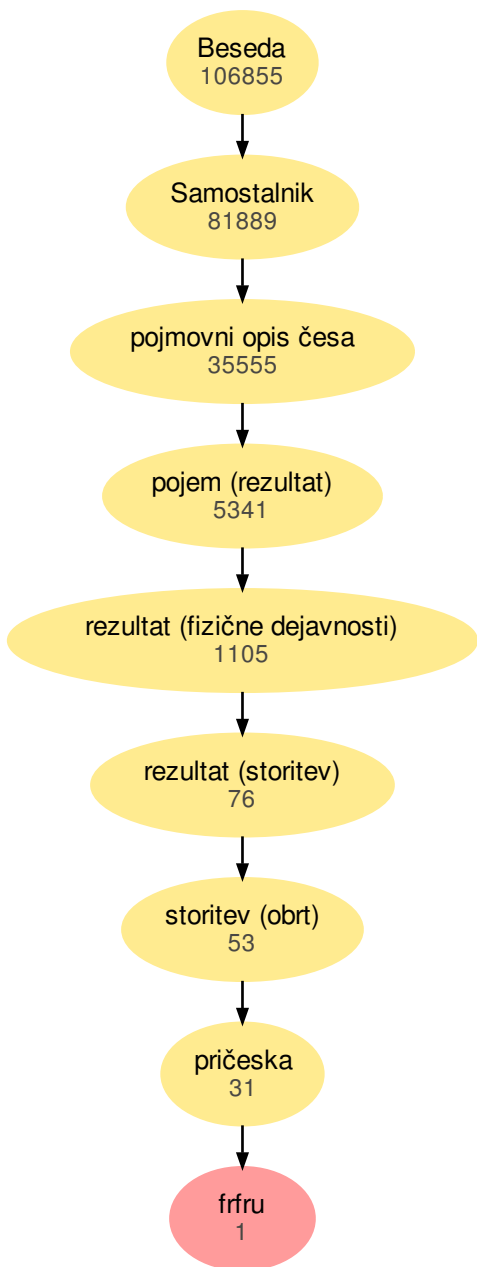 Beseda
106855
Samostalnik
81889
pojmovni opis česa
35555
pojem (rezultat)
5341
rezultat (fizične dejavnosti)
1105
rezultat (storitev)
76
storitev (obrt)
53
pričeska
31
frfru
1